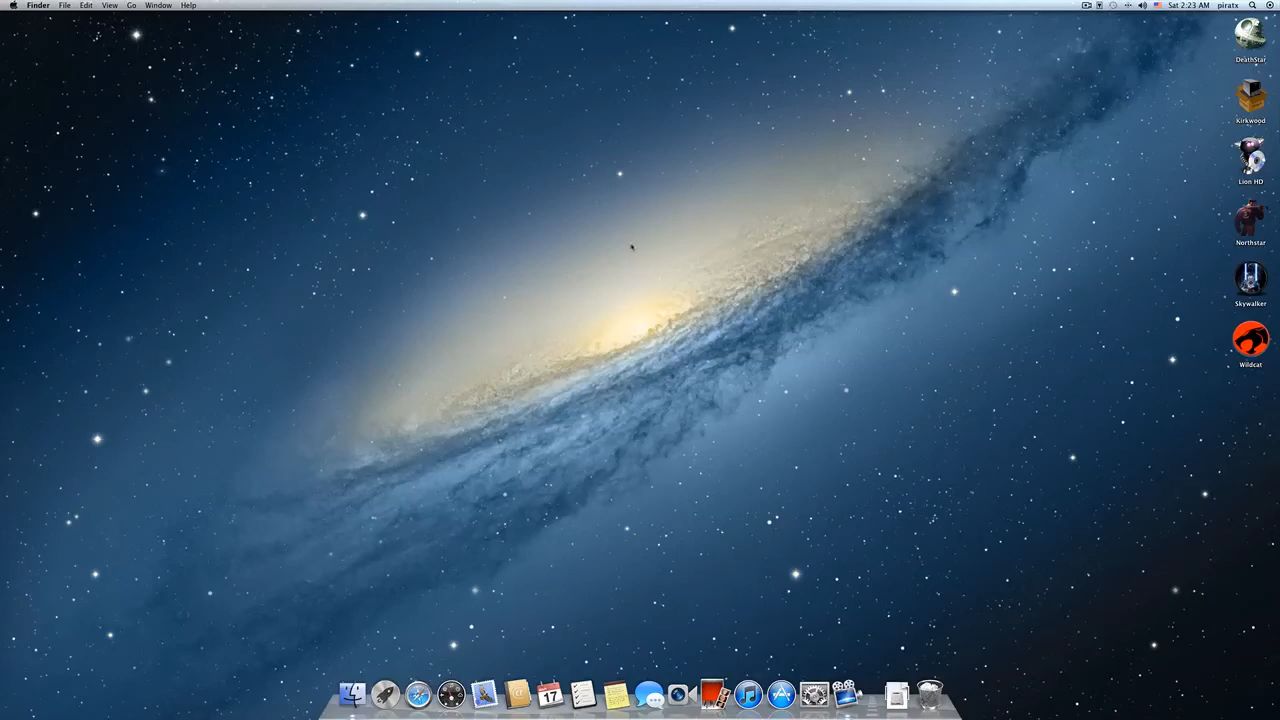 Finder File Edit View Go Window Help
Sat 2:23 AM piratx
DeathStar
Kirkwood
Lion HD
Northstar
Skywalker
Wildcat
17